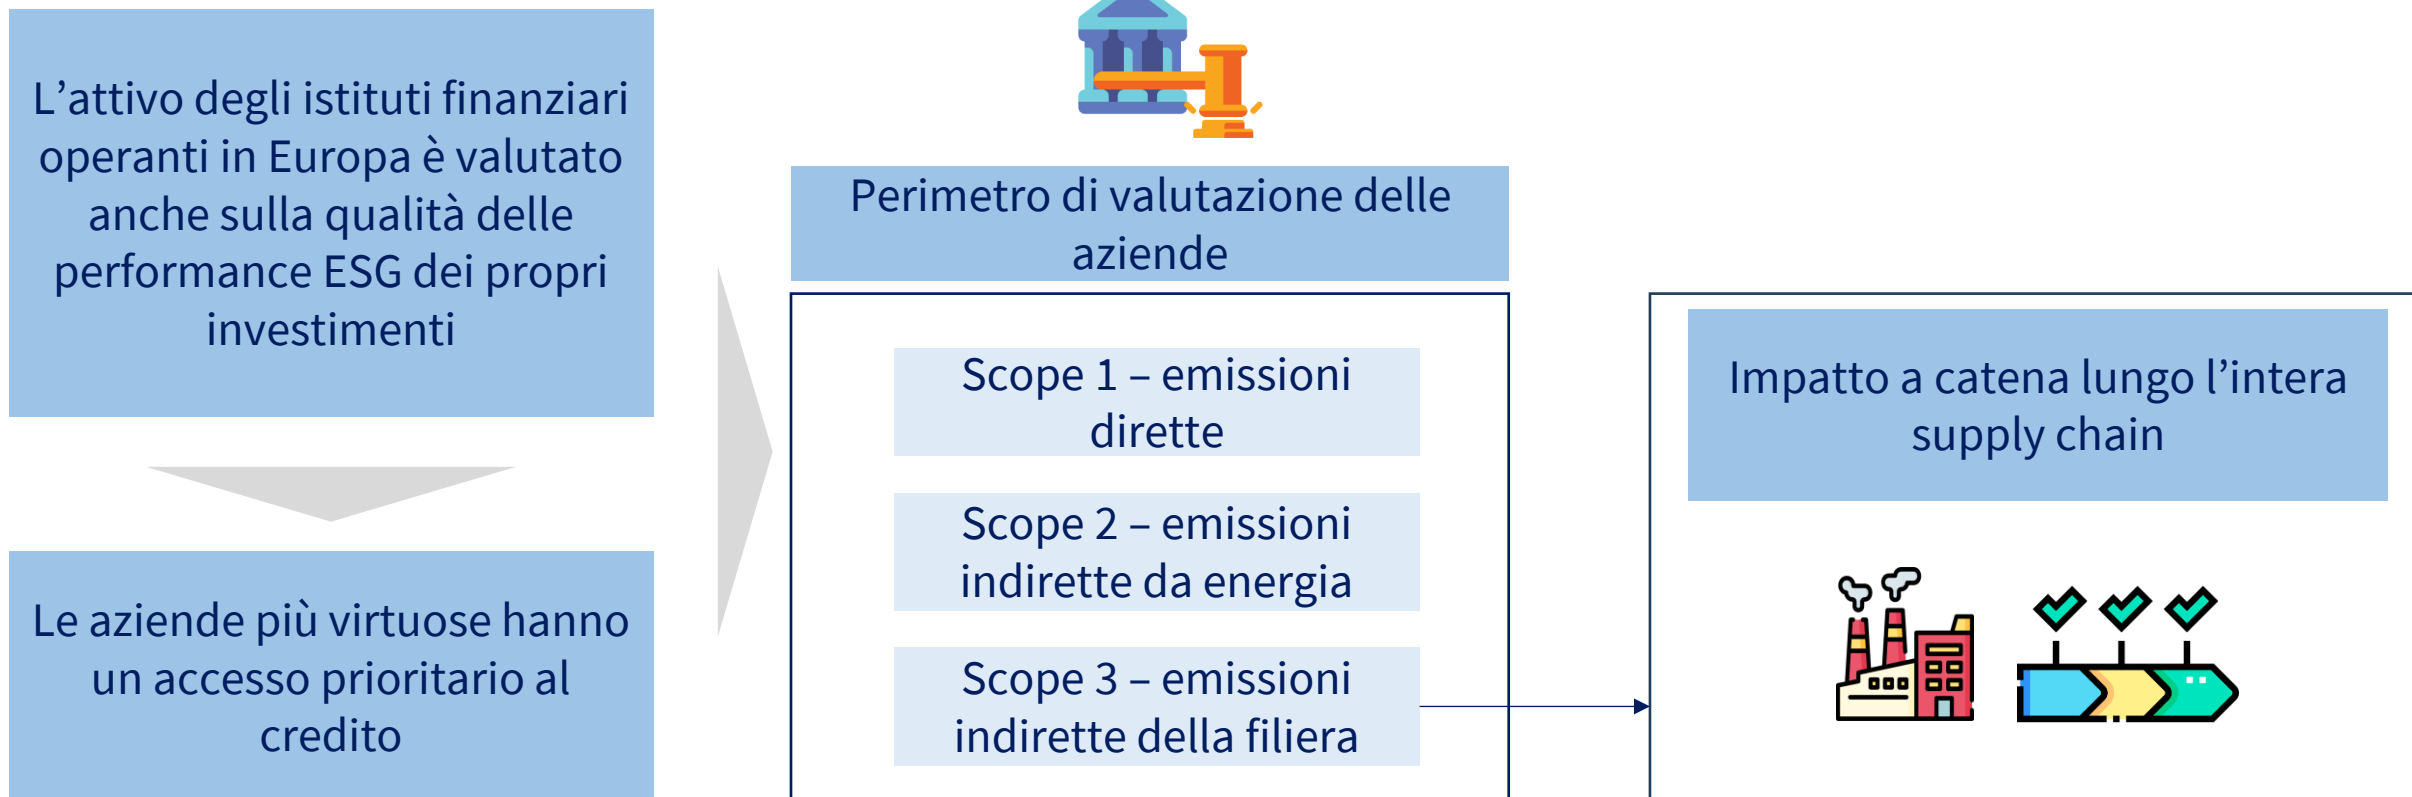 L’attivo degli istituti finanziari
operanti in Europa è valutato
anche sulla qualità delle
performance ESG dei propri
investimenti
Le aziende più virtuose hanno
un accesso prioritario al
credito
Perimetro di valutazione delle
aziende
Scope 1 – emissioni
dirette
Scope 2 – emissioni
indirette da energia
Scope 3 – emissioni
indirette della filiera
Impatto a catena lungo l’intera
supply chain